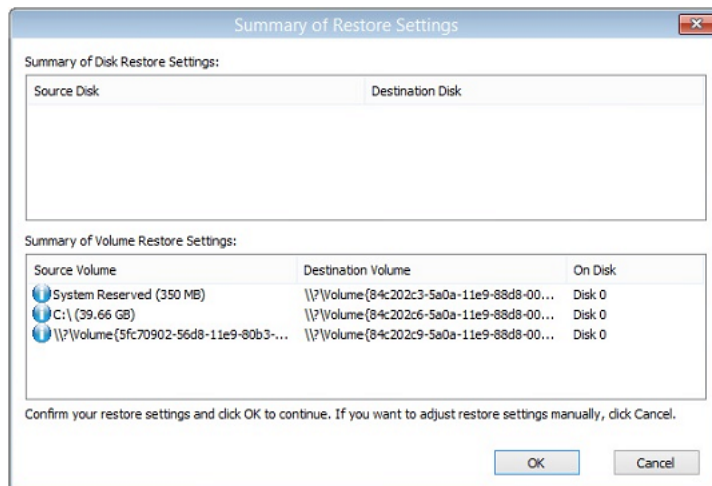 Summary of Restore Settings
Summary of Disk Restore Settings:
Source Disk Destination Disk
Summary of Volume Restore Settings:
Source Volume Destination Volume On Disk
System Reserved (350 MB) \\?\Volume{84c202c3-5a0a-11e9-88d8-00... Disk 0
C:\ (39.66 GB) \\?\Volume{84c202c6-5a0a-11e9-88d8-00... Disk 0
\\?\Volume{5fc70902-56d8-11e9-80b3-... \\?\Volume{84c202c9-5a0a-11e9-88d8-00... Disk 0
Confirm your restore settings and click OK to continue. If you want to adjust restore settings manually, click Cancel.
OK Cancel